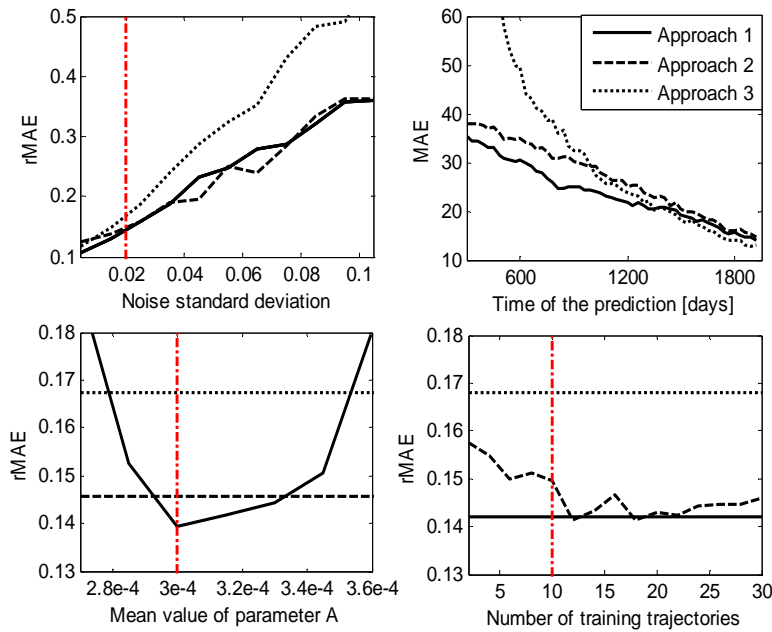 0.5
0.4
0.3
0.2
0.1
rMAE
0.02
0.04
0.06
0.08
0.1
Noise standard deviation
60
50
40
30
20
10
MAE
600
1200
1800
Time of the prediction [days]
Approach 1
Approach 2
Approach 3
0.18
0.17
0.16
0.15
0.14
0.13
rMAE
2.8e-4
3e-4
3.2e-4
3.4e-4
3.6e-4
Mean value of parameter A
0.18
0.17
0.16
0.15
0.14
0.13
rMAE
5
10
15
20
25
30
Number of training trajectories